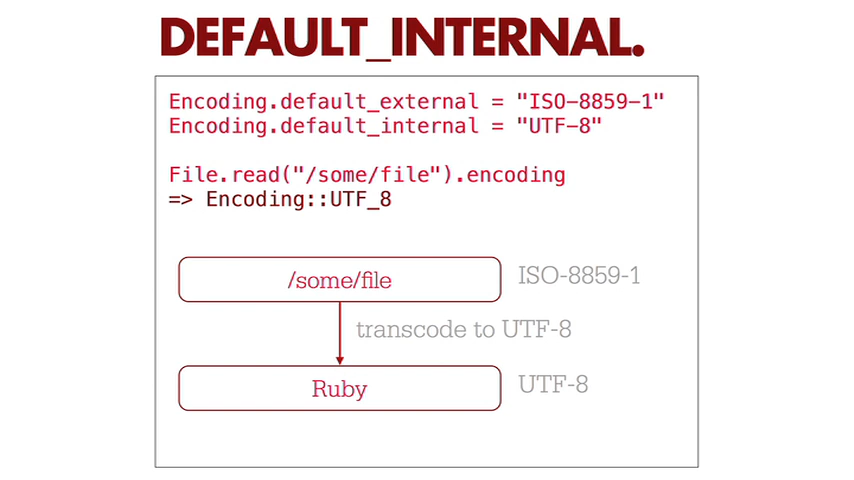 DEFAULT_INTERNAL.
Encoding.default_external = "ISO-8859-1"
Encoding.default_internal = "UTF-8"
File.read("/some/file").encoding
=> Encoding::UTF_8
/some/file
ISO-8859-1
transcode to UTF-8
Ruby
UTF-8